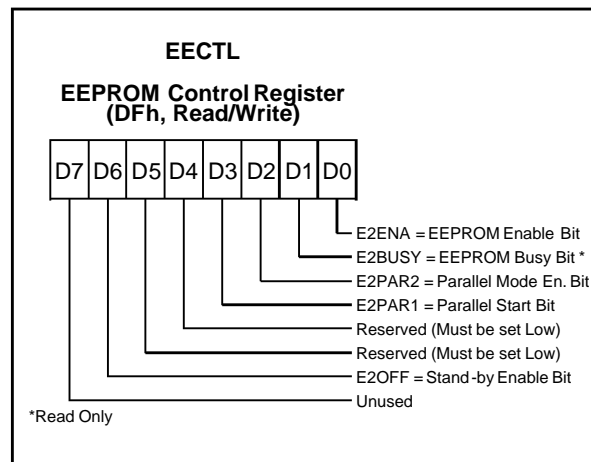 EECTL
EEPROM Control Register
(DFh, Read/Write)
D7 D6 D5 D4 D3 D2 D1 D0
E2ENA = EEPROM Enable Bit
E2BUSY = EEPROM Busy Bit *
E2PAR2 = Parallel Mode En. Bit
E2PAR1 = Parallel Start Bit
Reserved (Must be set Low)
Reserved (Must be set Low)
E2OFF = Stand-by Enable Bit
Unused
*Read Only